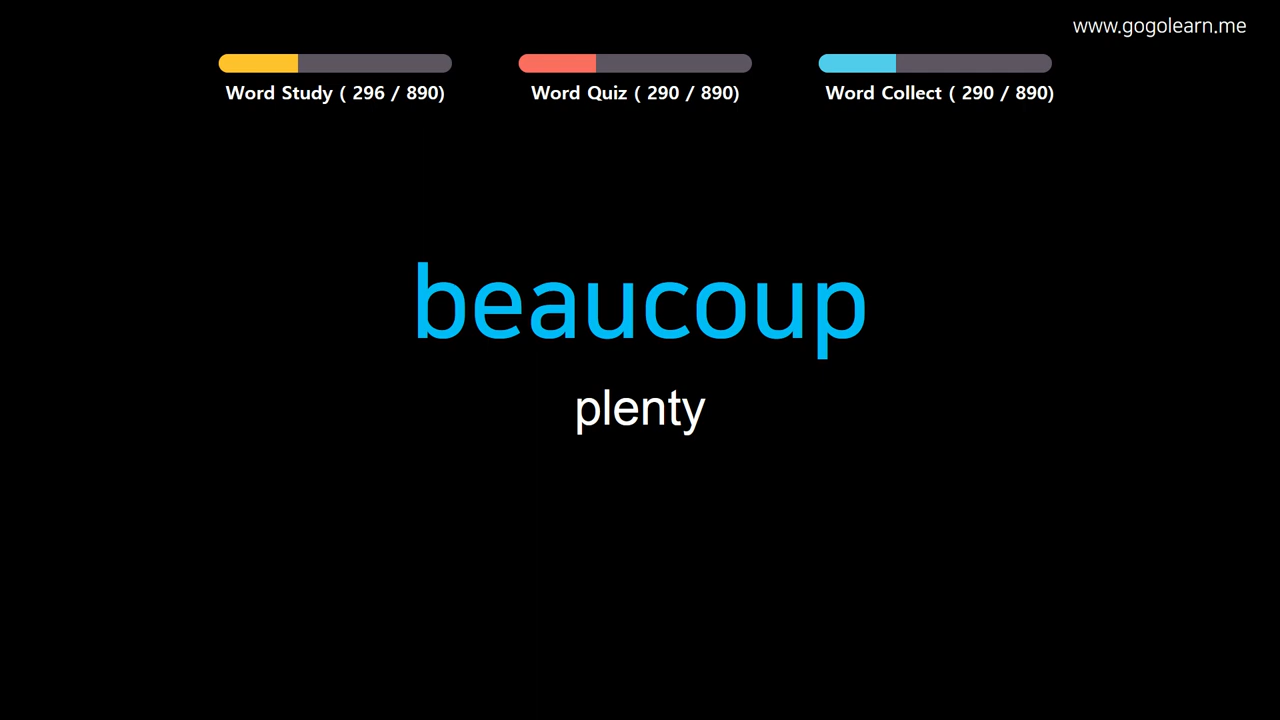 www.gogolearn.me
Word Study ( 296 / 890)
Word Quiz ( 290 / 890)
Word Collect ( 290 / 890)
beaucoup
plenty